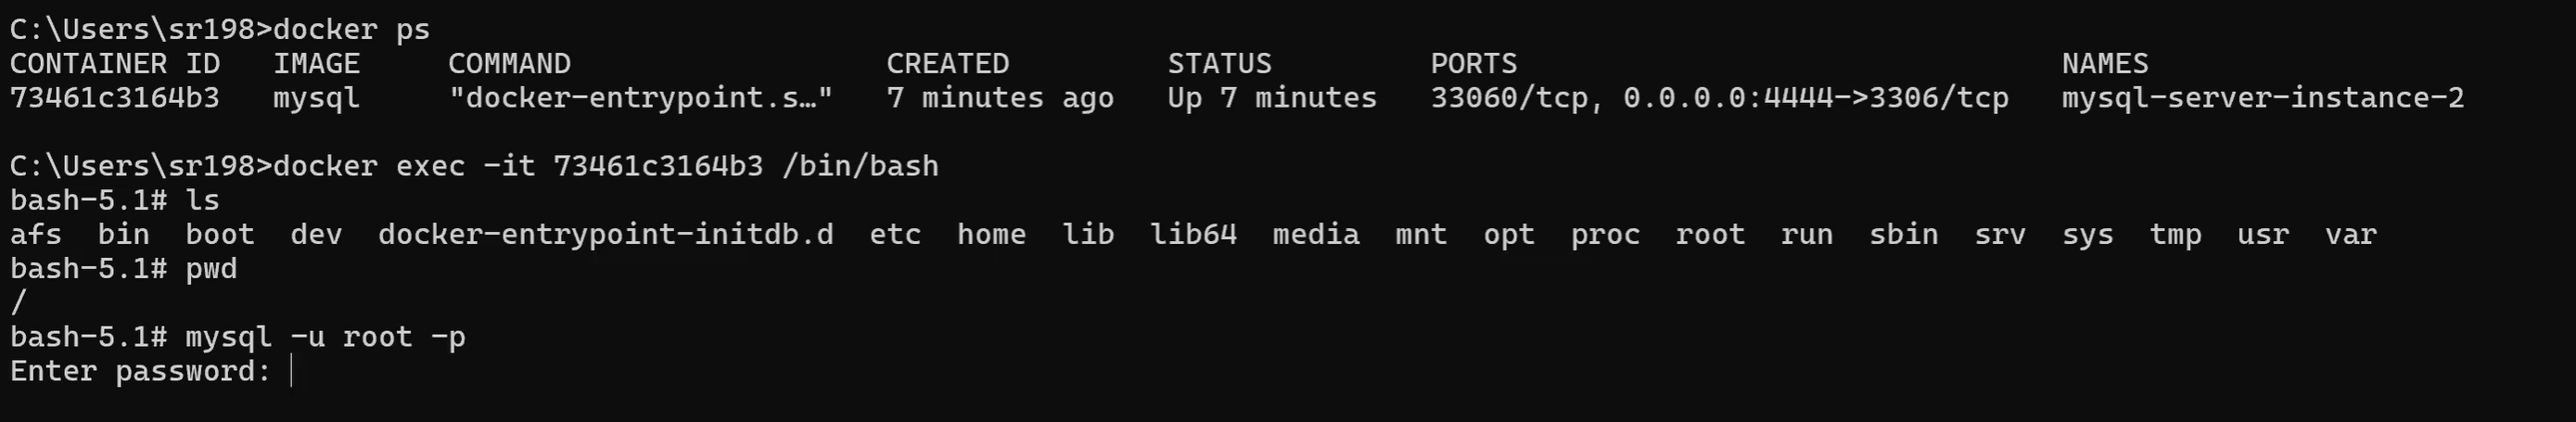 C:\Users\sr198>docker ps
CONTAINER ID   IMAGE     COMMAND                  CREATED         STATUS         PORTS                               NAMES
73461c3164b3   mysql     "docker-entrypoint.s…"   7 minutes ago   Up 7 minutes   33060/tcp, 0.0.0.0:4444->3306/tcp   mysql-server-instance-2
C:\Users\sr198>docker exec -it 73461c3164b3 /bin/bash
bash-5.1# ls
afs  bin  boot  dev  docker-entrypoint-initdb.d  etc  home  lib  lib64  media  mnt  opt  proc  root  run  sbin  srv  sys  tmp  usr  var
bash-5.1# pwd
/
bash-5.1# mysql -u root -p
Enter password: